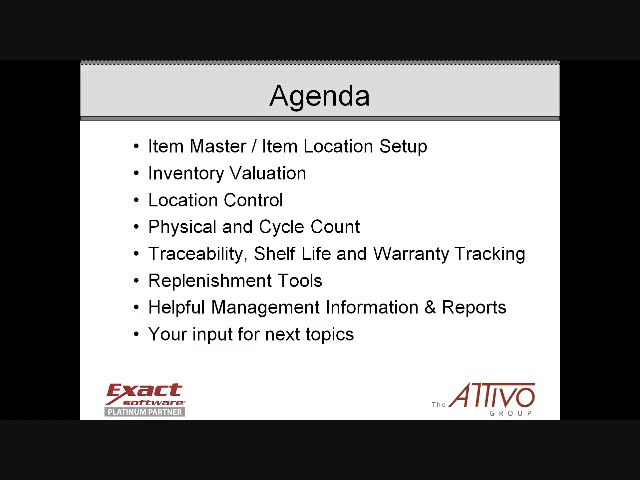 Agenda
• Item Master / Item Location Setup
• Inventory Valuation
• Location Control
• Physical and Cycle Count
• Traceability, Shelf Life and Warranty Tracking
• Replenishment Tools
• Helpful Management Information & Reports
• Your input for next topics
Exact
software
PLATINUM PARTNER
The ATTIVO
GROUP